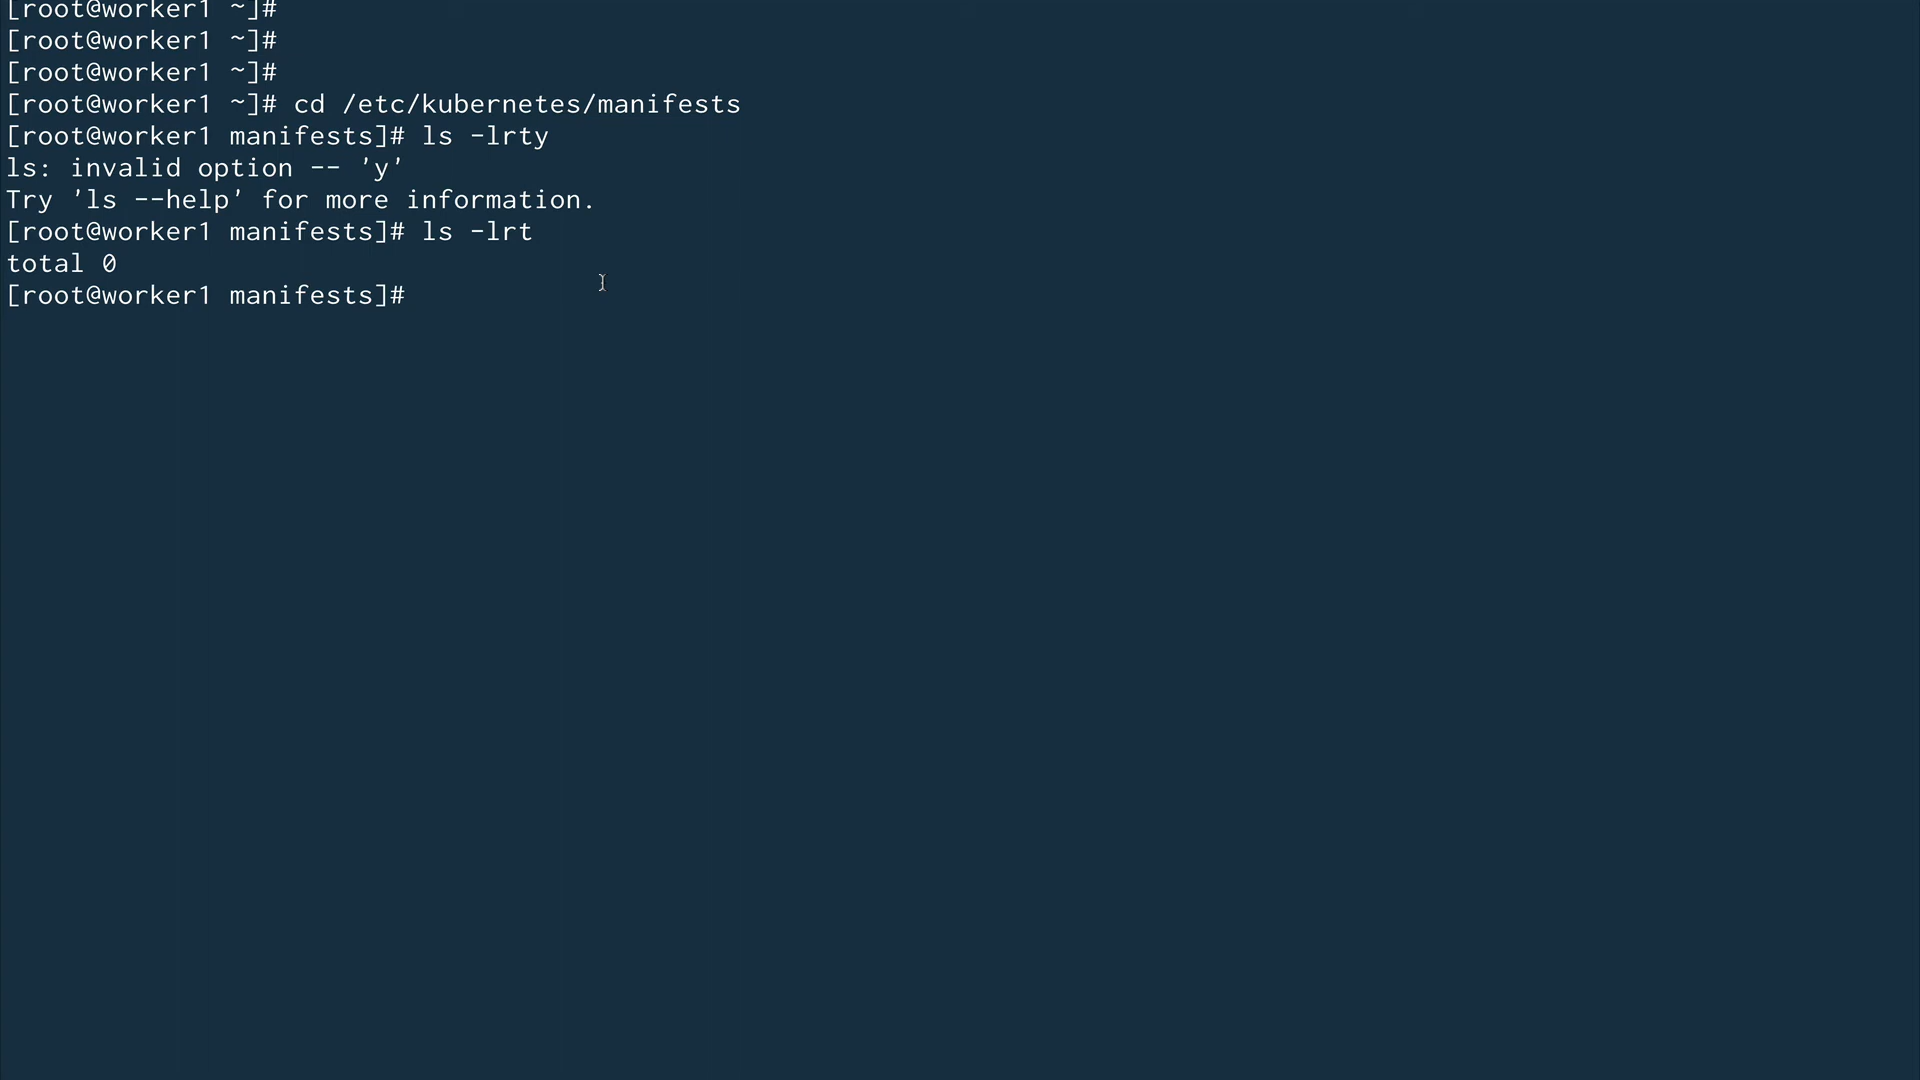 [root@worker1 ~]#
[root@worker1 ~]#
[root@worker1 ~]#
[root@worker1 ~]# cd /etc/kubernetes/manifests
[root@worker1 manifests]# ls -lrty
ls: invalid option -- 'y'
Try 'ls --help' for more information.
[root@worker1 manifests]# ls -lrt
total 0
[root@worker1 manifests]#